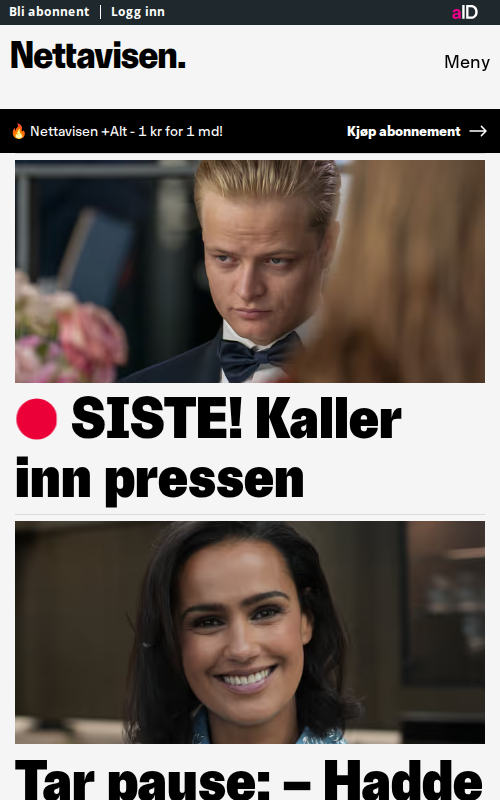 Bli abonnent
Logg inn
aID
Nettavisen.
Meny
Nettavisen +Alt - 1 kr for 1 md!
Kjøp abonnement
SISTE! Kaller
inn pressen
Tar pause: – Hadde